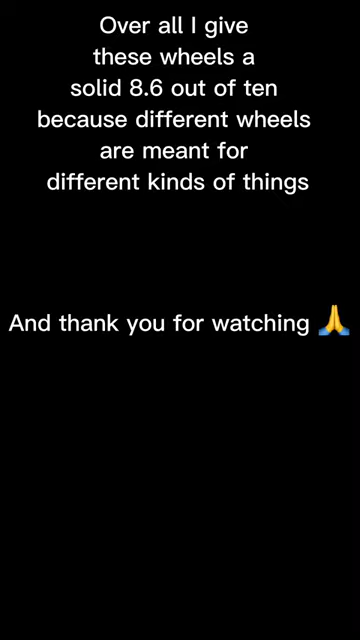 Over all I give
these wheels a
solid 8.6 out of ten
because different wheels
are meant for
different kinds of things
And thank you for watching 🙏